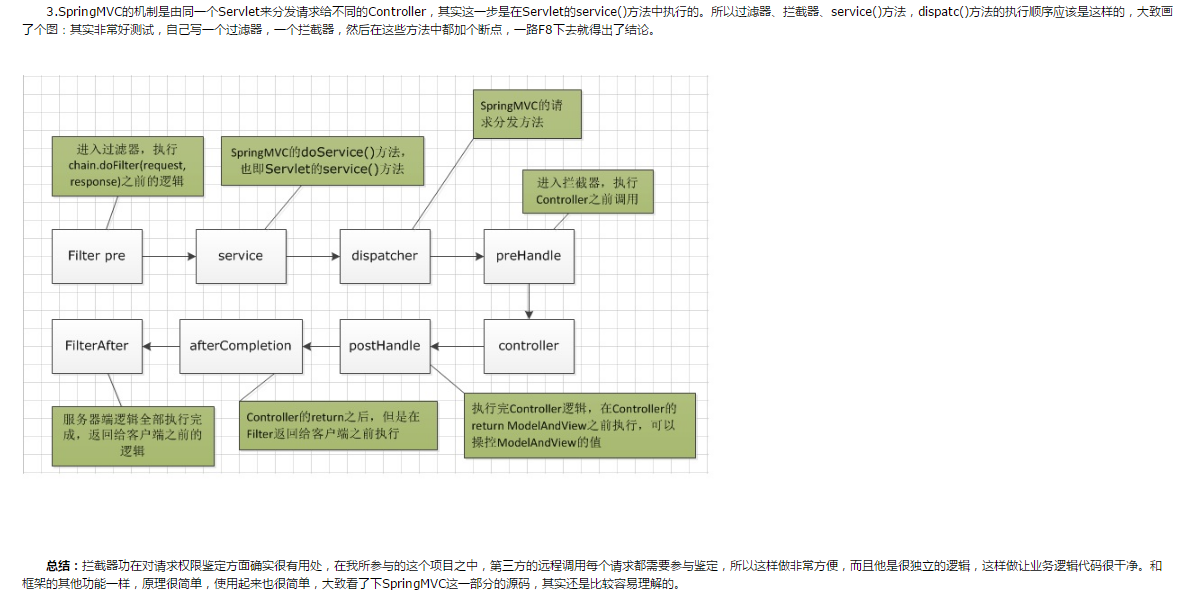 3.SpringMVC的机制是由同一个Servlet来分发请求给不同的Controller，其实这一步是在Servlet的service()方法中执行的。所以过滤器、拦截器、service()方法，dispatc()方法的执行顺序应该是这样的，大致画
了个图：其实非常好测试，自己写一个过滤器，一个拦截器，然后在这些方法中都加个断点，一路F8下去就得出了结论。
SpringMVC的请
求分发方法
进入过滤器，执行
chain.doFilter(request,
response)之前的逻辑
SpringMVC的doService()方法，
也即Servlet的service()方法
进入拦截器，执行
Controller之前调用
Filter pre
service
dispatcher
preHandle
FilterAfter
afterCompletion
postHandle
controller
服务器端逻辑全部执行完
成，返回给客户端之前的
逻辑
Controller的return之后，但是在
Filter返回给客户端之前执行
执行完Controller逻辑，在Controller的
return ModelAndView之前执行，可以
操控ModelAndView的值
总结：拦截器功在对请求权限鉴定方面确实很有用处，在我所参与的这个项目之中，第三方的远程调用每个请求都需要参与鉴定，所以这样做非常方便，而且他是很独立的逻辑，这样做让业务逻辑代码很干净。和
框架的其他功能一样，原理很简单，使用起来也很简单，大致看了下SpringMVC这一部分的源码，其实还是比较容易理解的。